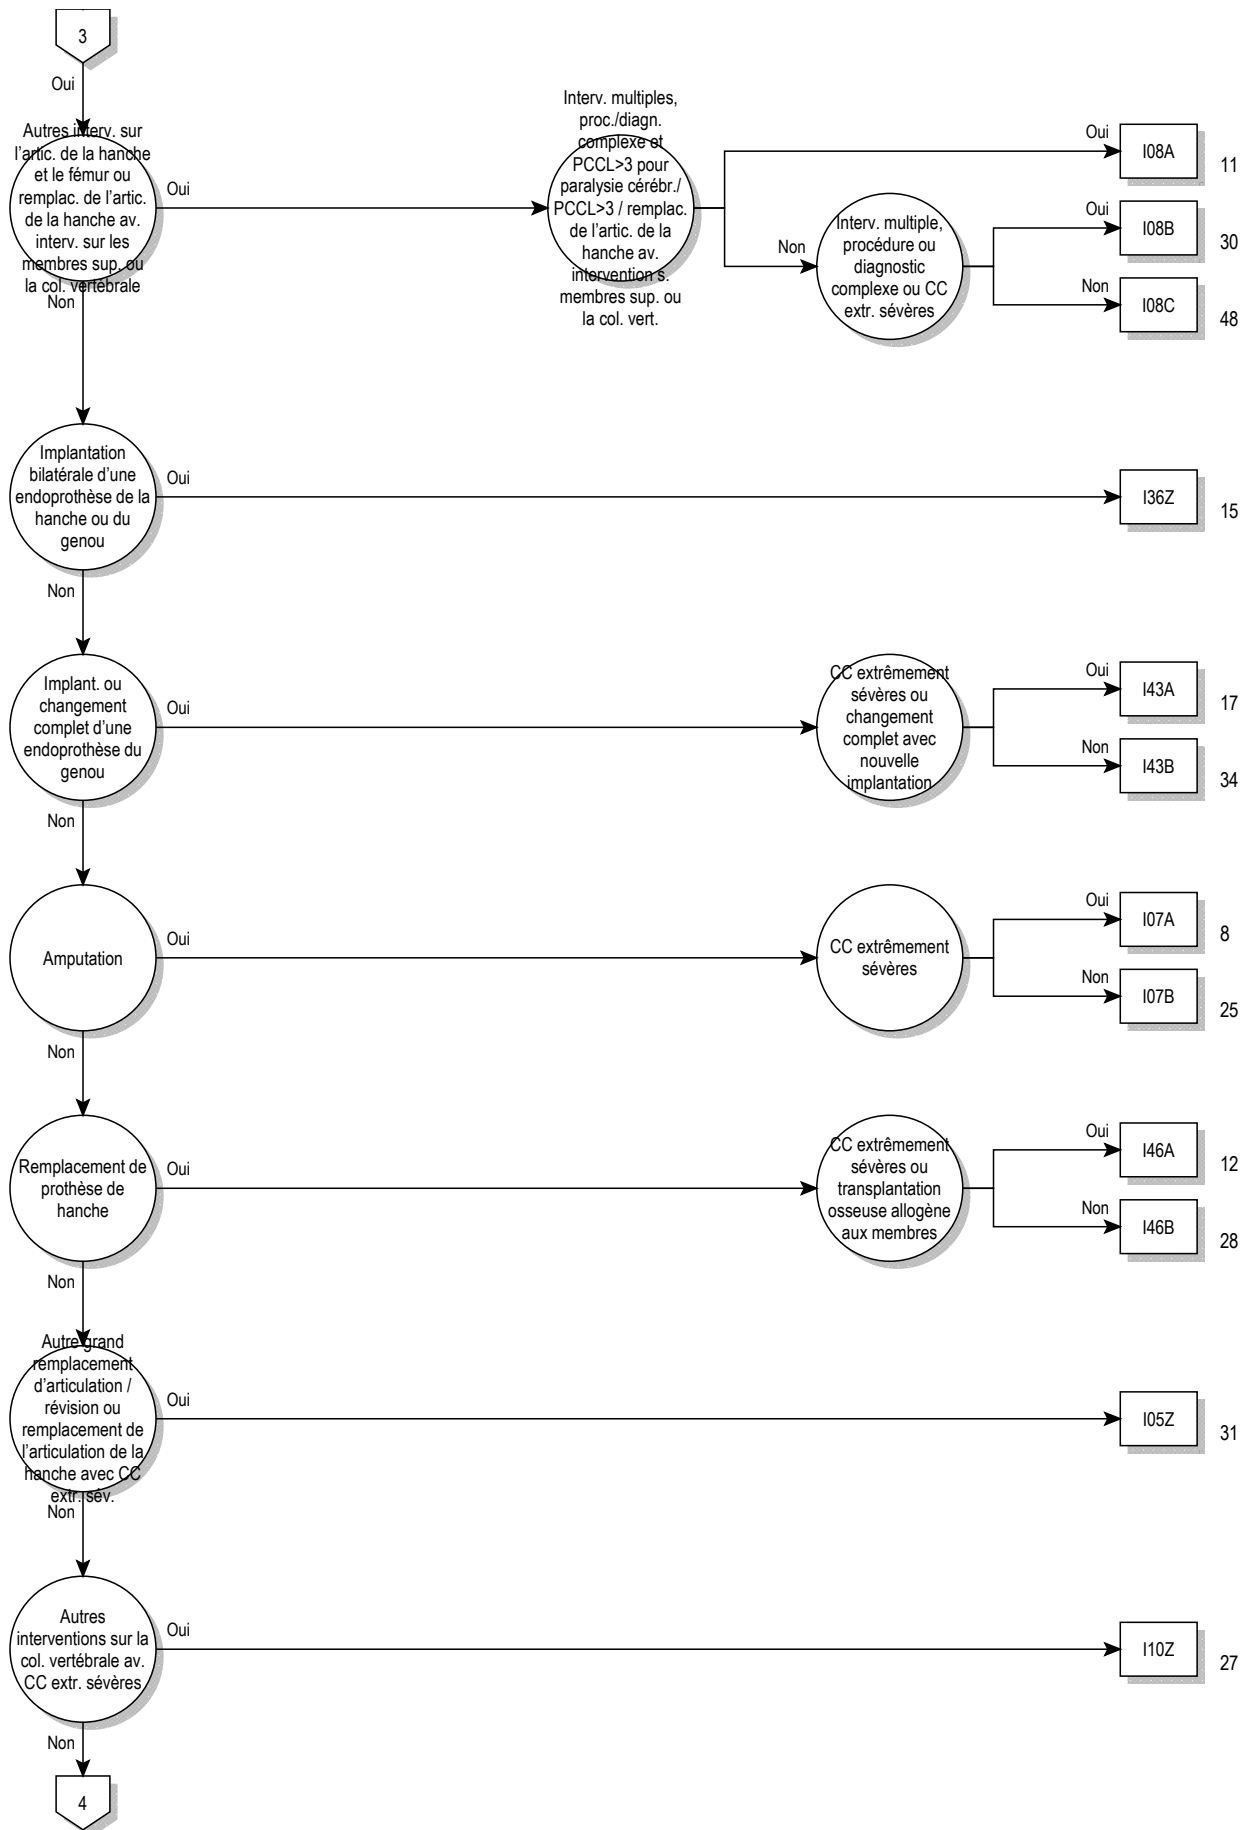 3
Oui
Autres interv. sur
l'artic. de la hanche
et le fémur ou
remplac. de l'artic.
de la hanche av.
interv. sur les
membres sup. ou
la col. vertébrale
Oui
Interv. multiples,
proc./diagn.
complexe et
PCCL>3 pour
paralysie cérébr./
PCCL>3 / remplac.
de l'artic. de la
hanche av.
intervention s.
membres sup. ou
la col. vert.
Oui
I08A
11
Non
Interv. multiple,
procédure ou
diagnostic
complexe ou CC
extr. sévères
Oui
I08B
30
Non
I08C
48
Non
Implantation
bilatérale d'une
endoprothèse de la
hanche ou du
genou
Oui
I36Z
15
Non
Implant. ou
changement
complet d'une
endoprothèse du
genou
Oui
CC extrêmement
sévères ou
changement
complet avec
nouvelle
implantation
Oui
I43A
17
Non
I43B
34
Non
Amputation
Oui
CC extrêmement
sévères
Oui
I07A
8
Non
I07B
25
Non
Remplacement de
prothèse de
hanche
Oui
CC extrêmement
sévères ou
transplantation
osseuse allogène
aux membres
Oui
I46A
12
Non
I46B
28
Non
Autre grand
remplacement
d'articulation /
révision ou
remplacement de
l'articulation de la
hanche avec CC
extr. sév.
Oui
I05Z
31
Non
Autres
interventions sur la
col. vertébrale av.
CC extr. sévères
Oui
I10Z
27
Non
4